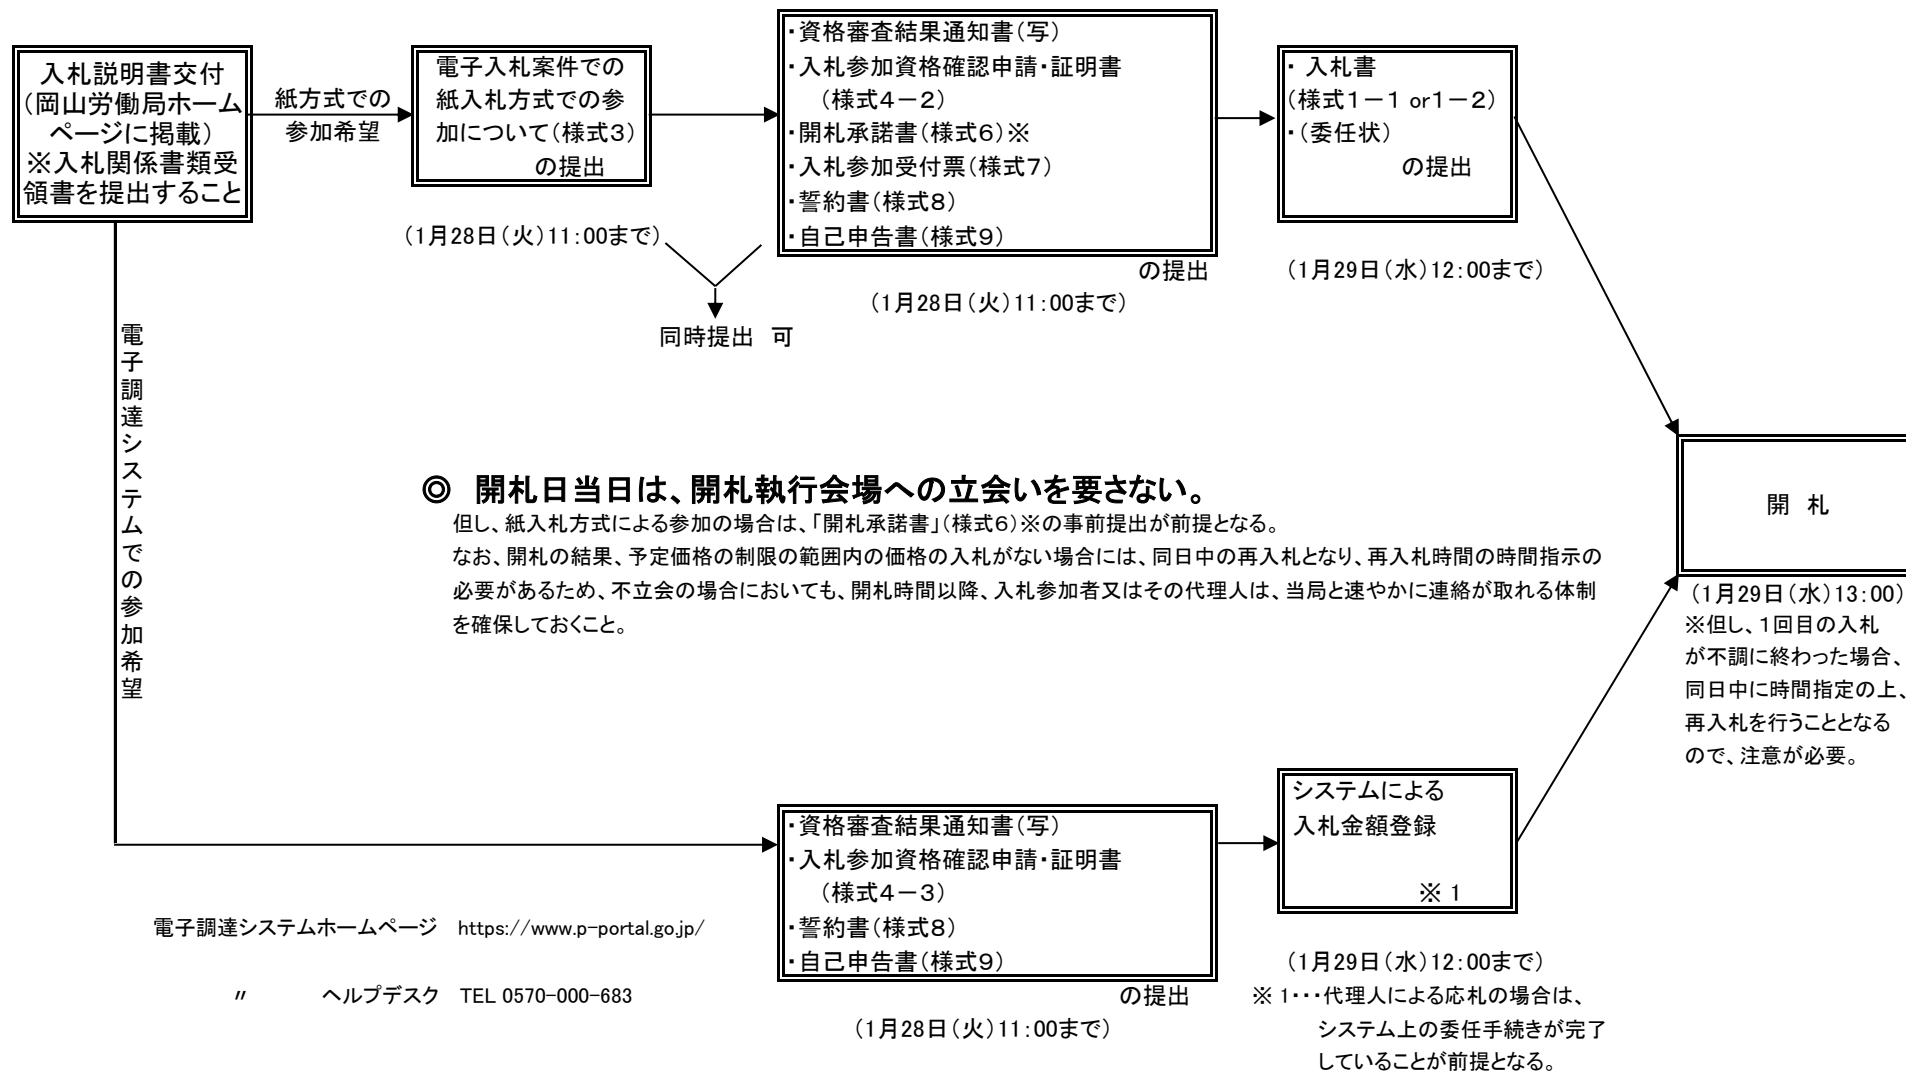 入札説明書交付
(岡山労働局ホーム
ページに掲載)
※入札関係書類受
領書を提出すること
紙方式での
参加希望
電子入札案件での
紙入札方式での参
加について(様式3)
の提出
(1月28日(火)11:00まで)
・資格審査結果通知書(写)
・入札参加資格確認申請・証明書
(様式4-2)
・開札承諾書(様式6)※
・入札参加受付票(様式7)
・誓約書(様式8)
・自己申告書(様式9)
の提出
(1月28日(火)11:00まで)
同時提出 可
・ 入札書
(様式1-1 or1-2)
・(委任状)
の提出
(1月29日(水)12:00まで)
電子調達システムでの参加希望
◎ 開札日当日は、開札執行会場への立会いを要さない。
但し、紙入札方式による参加の場合は、「開札承諾書」(様式6)※の事前提出が前提となる。
なお、開札の結果、予定価格の制限の範囲内の価格の入札がない場合には、同日中の再入札となり、再入札時間の時間指示の
必要があるため、不立会の場合においても、開札時間以降、入札参加者又はその代理人は、当局と速やかに連絡が取れる体制
を確保しておくこと。
開 札
(1月29日(水)13:00)
※但し、1回目の入札
が不調に終わった場合、
同日中に時間指定の上、
再入札を行うこととなる
ので、注意が必要。
・資格審査結果通知書(写)
・入札参加資格確認申請・証明書
(様式4-3)
・誓約書(様式8)
・自己申告書(様式9)
の提出
(1月28日(火)11:00まで)
システムによる
入札金額登録
※1
(1月29日(水)12:00まで)
※1・・・代理人による応札の場合は、
システム上の委任手続きが完了
していることが前提となる。
電子調達システムホームページ https://www.p-portal.go.jp/
〃 ヘルプデスク TEL 0570-000-683